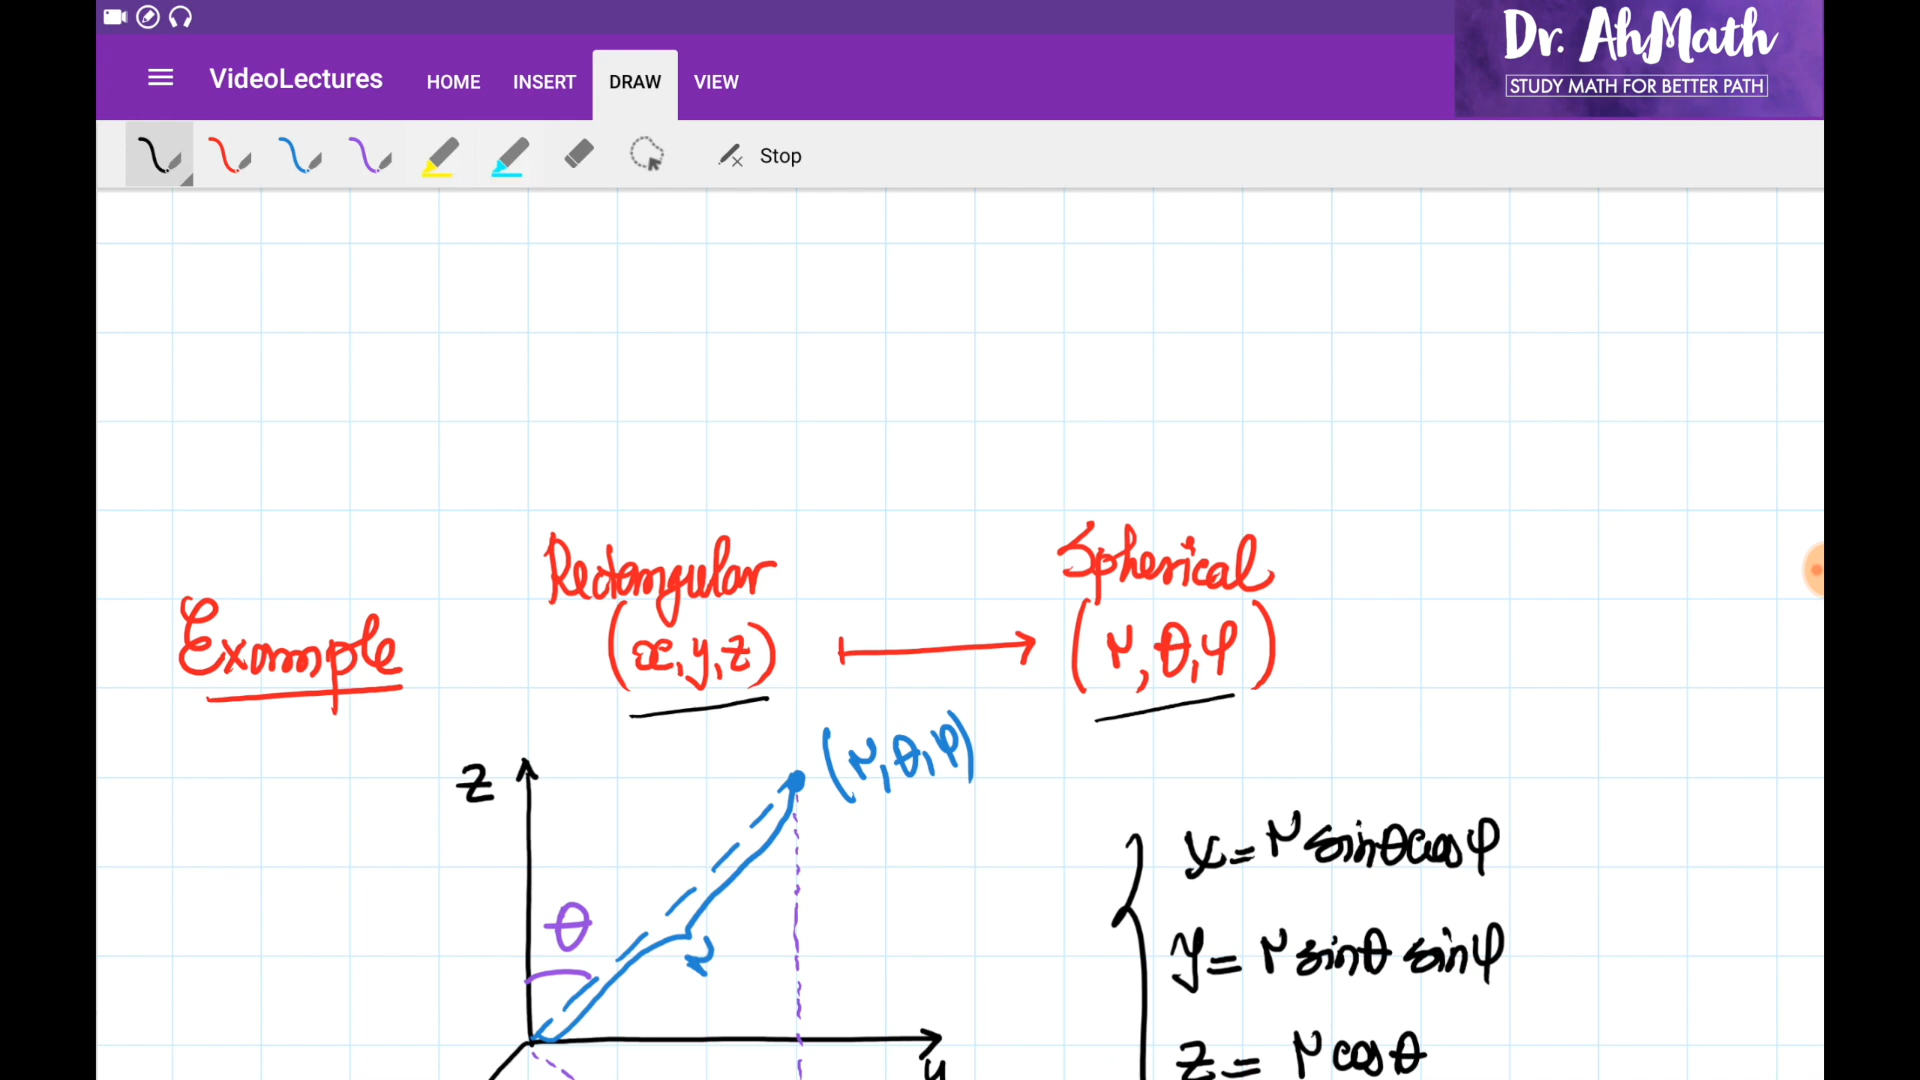 Dr. AhMath
STUDY MATH FOR BETTER PATH
VideoLectures HOME INSERT DRAW VIEW
Stop
Rectangular Spherical
Example (x, y, z) ⟼ (r, θ, φ)
(r, θ, φ)
z
θ
r
y
x = r sinθ cosφ
y = r sinθ sinφ
z = r cosθ